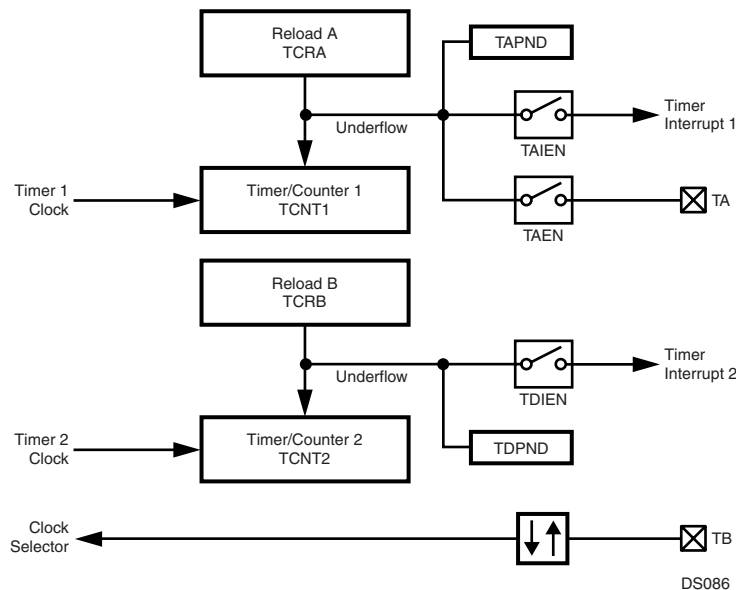 Reload A
TCRA
TAPND
Underflow
Timer
Interrupt 1
TAIEN
Timer 1
Clock
Timer/Counter 1
TCNT1
TA
TAEN
Reload B
TCRB
Underflow
Timer
Interrupt 2
TDIEN
Timer 2
Clock
Timer/Counter 2
TCNT2
TDPND
Clock
Selector
TB
DS086